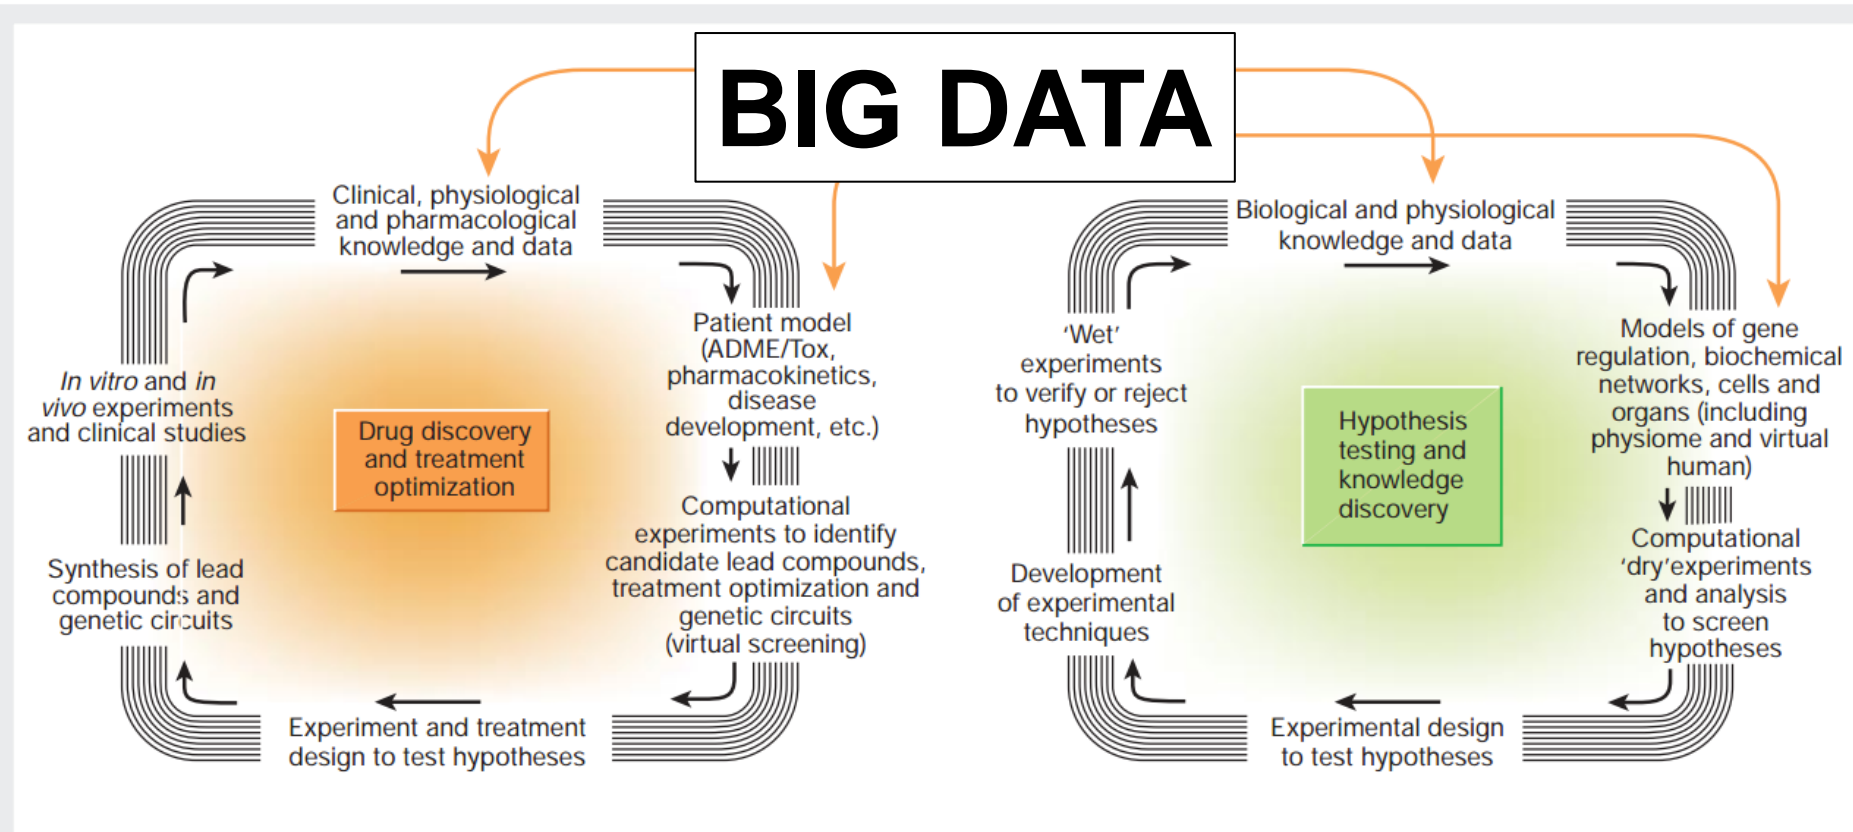 BIG DATA
Clinical, physiological
and pharmacological
knowledge and data
Patient model
(ADME/Tox,
pharmacokinetics,
disease
development, etc.)
Computational
experiments to identify
candidate lead compounds,
treatment optimization and
genetic circuits
(virtual screening)
Experiment and treatment
design to test hypotheses
Synthesis of lead
compounds and
genetic circuits
In vitro and in
vivo experiments
and clinical studies
Drug discovery
and treatment
optimization
Biological and physiological
knowledge and data
Models of gene
regulation, biochemical
networks, cells and
organs (including
physiome and virtual
human)
Computational
‘dry’experiments
and analysis
to screen
hypotheses
Experimental design
to test hypotheses
Development
of experimental
techniques
‘Wet’
experiments
to verify or reject
hypotheses
Hypothesis
testing and
knowledge
discovery